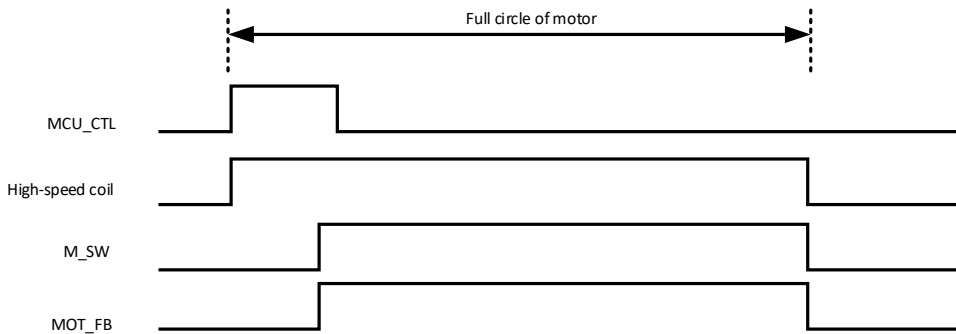 Full circle of motor
MCU_CTL
High-speed coil
M_SW
MOT_FB